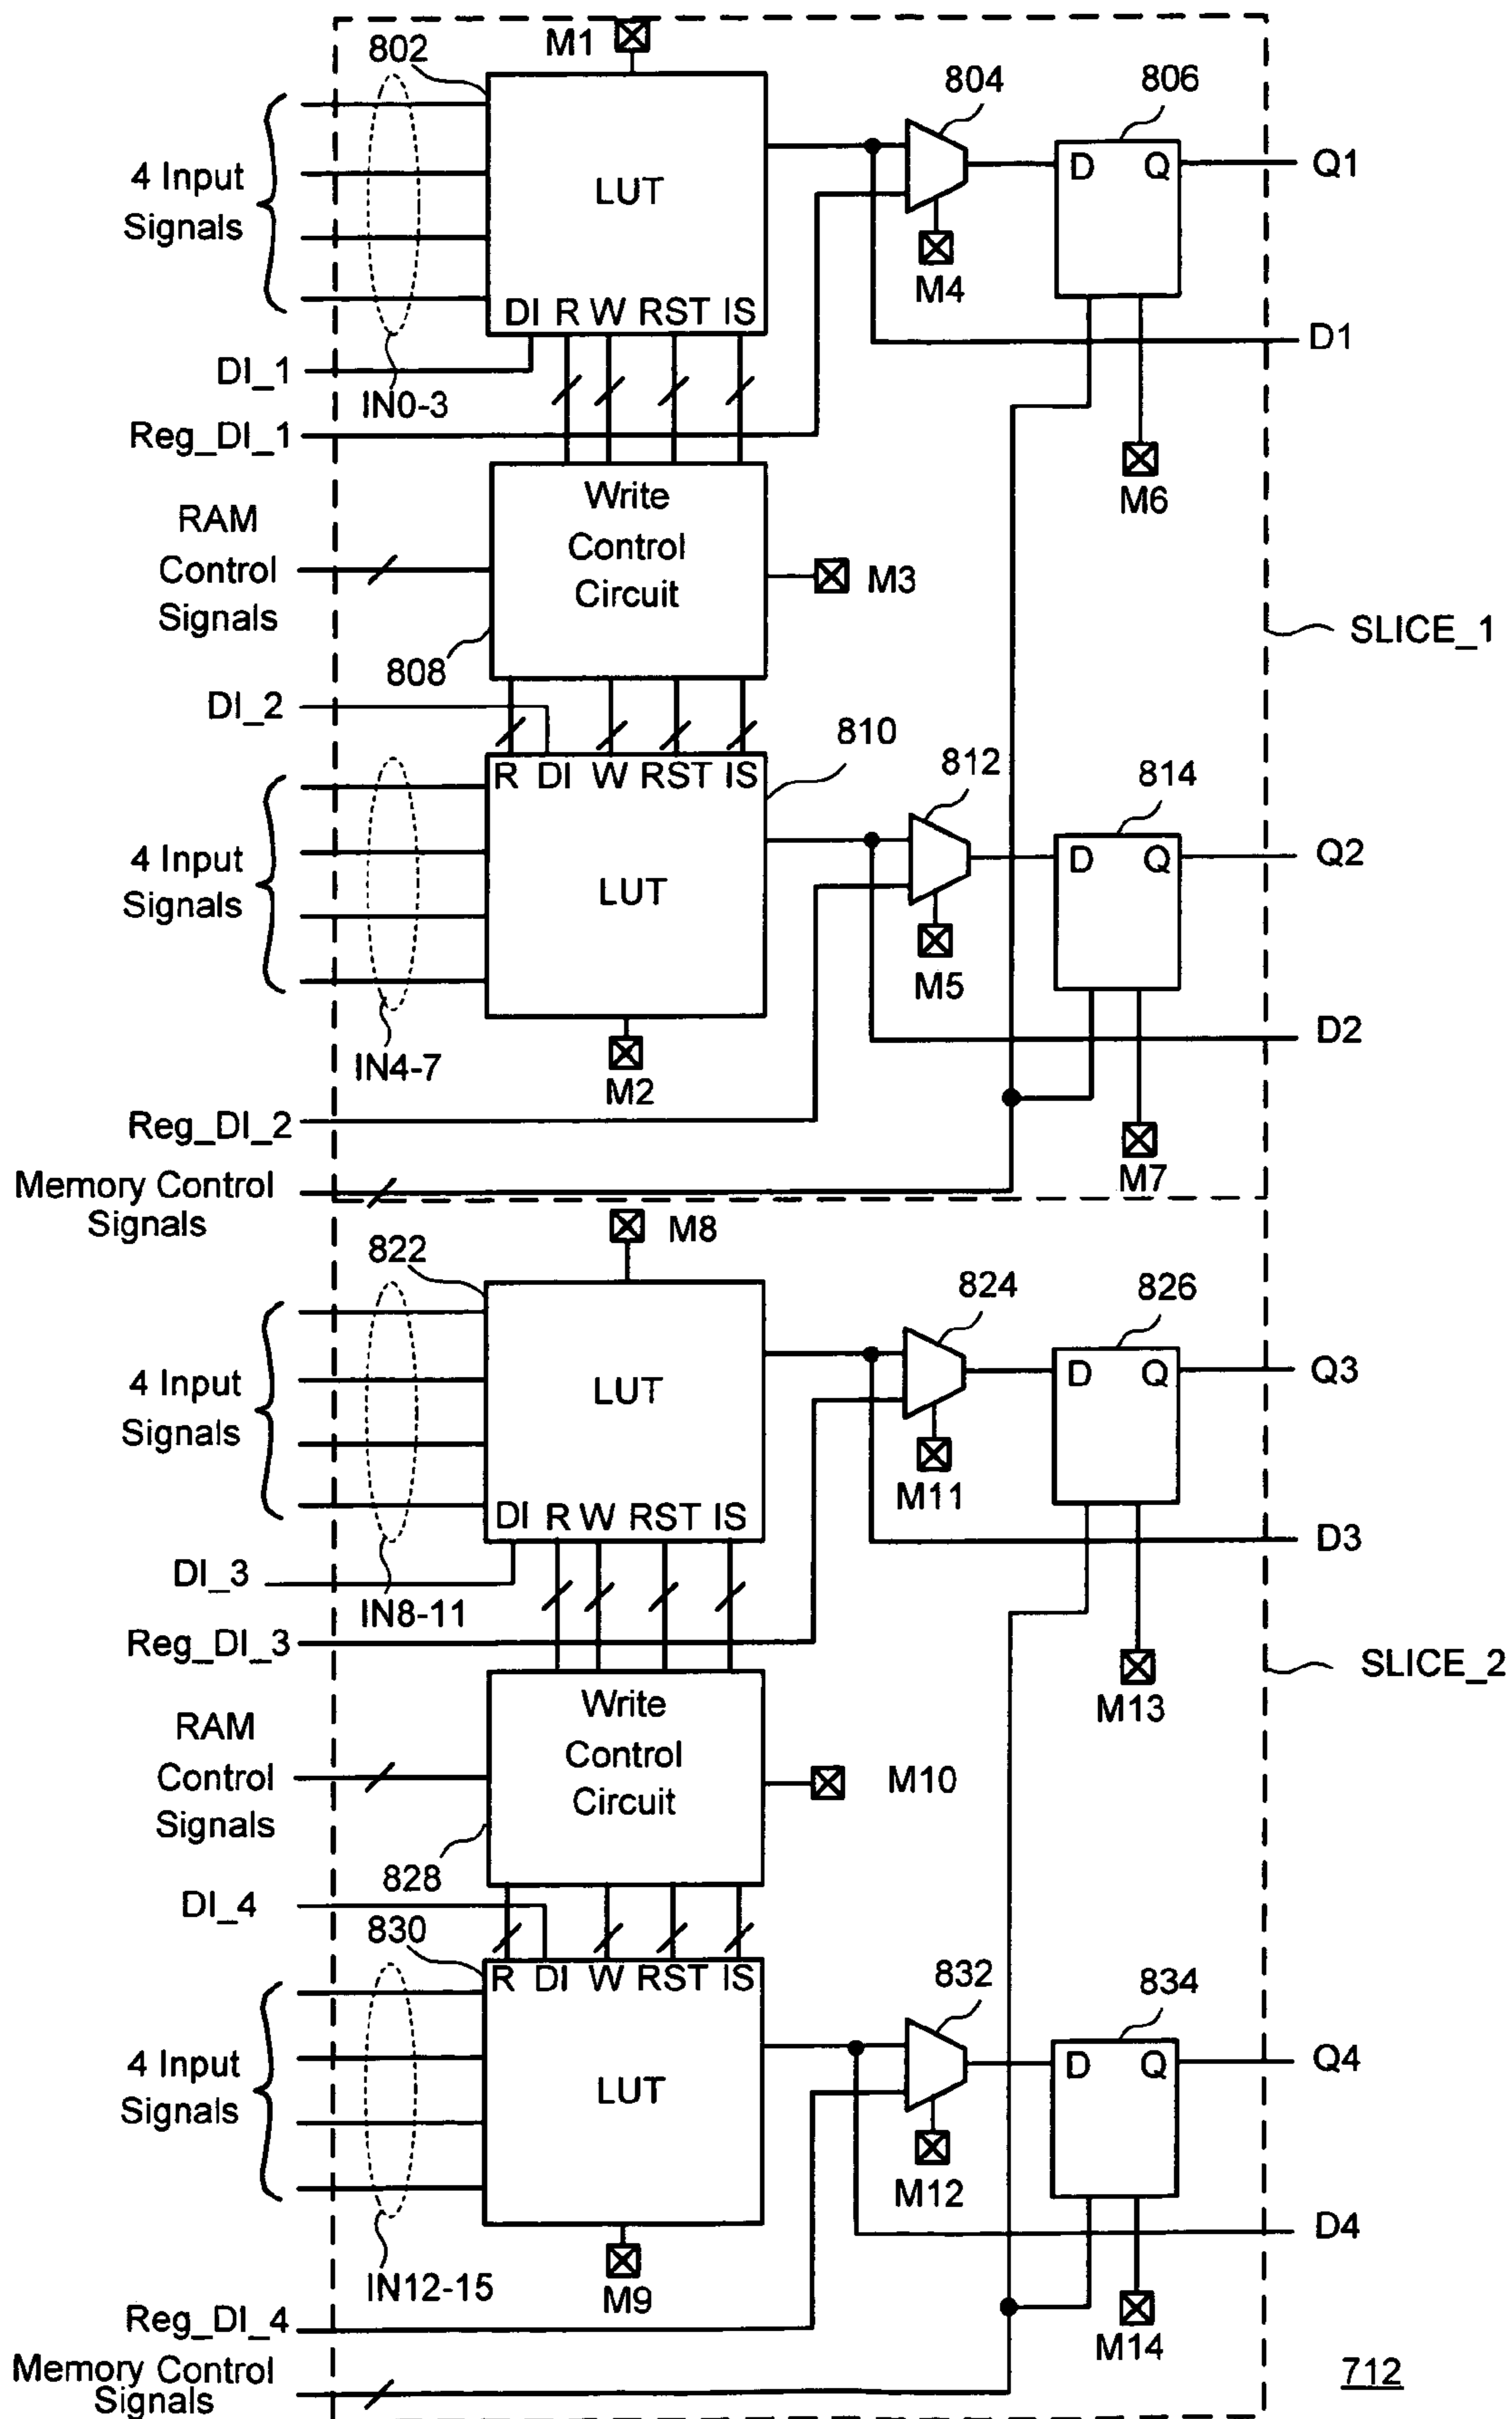 M1
802
804
806
4 Input
Signals
LUT
D Q
Q1
M4
DI R W RST IS
D1
DI_1
IN0-3
Reg_DI_1
M6
Write
Control
Circuit
RAM
Control
Signals
M3
SLICE_1
808
DI_2
810
812
814
R DI W RST IS
4 Input
Signals
LUT
D Q
Q2
M5
D2
IN4-7
M2
Reg_DI_2
M7
Memory Control
Signals
M8
822
824
826
4 Input
Signals
LUT
D Q
Q3
M11
DI R W RST IS
D3
DI_3
IN8-11
Reg_DI_3
SLICE_2
M13
Write
Control
Circuit
RAM
Control
Signals
M10
828
DI_4
830
832
834
R DI W RST IS
4 Input
Signals
LUT
D Q
Q4
M12
D4
IN12-15
M9
Reg_DI_4
M14
Memory Control
Signals
712